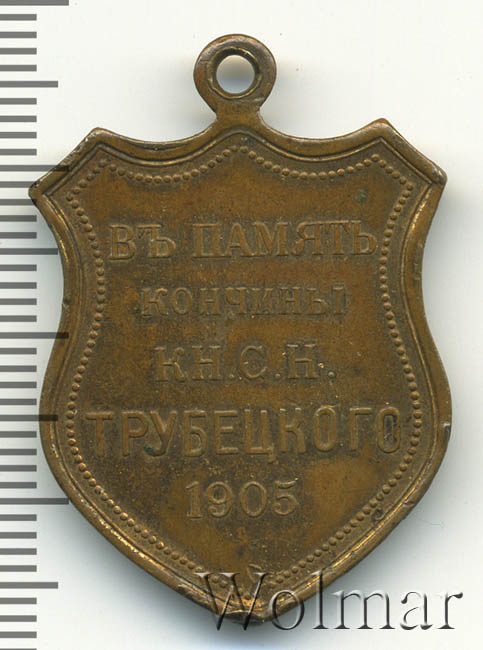 ВЪ ПАМЯТЬ
КОНЧИНЫ
КН. С. Н.
ТРУБЕЦКОГО
1905
Wolmar